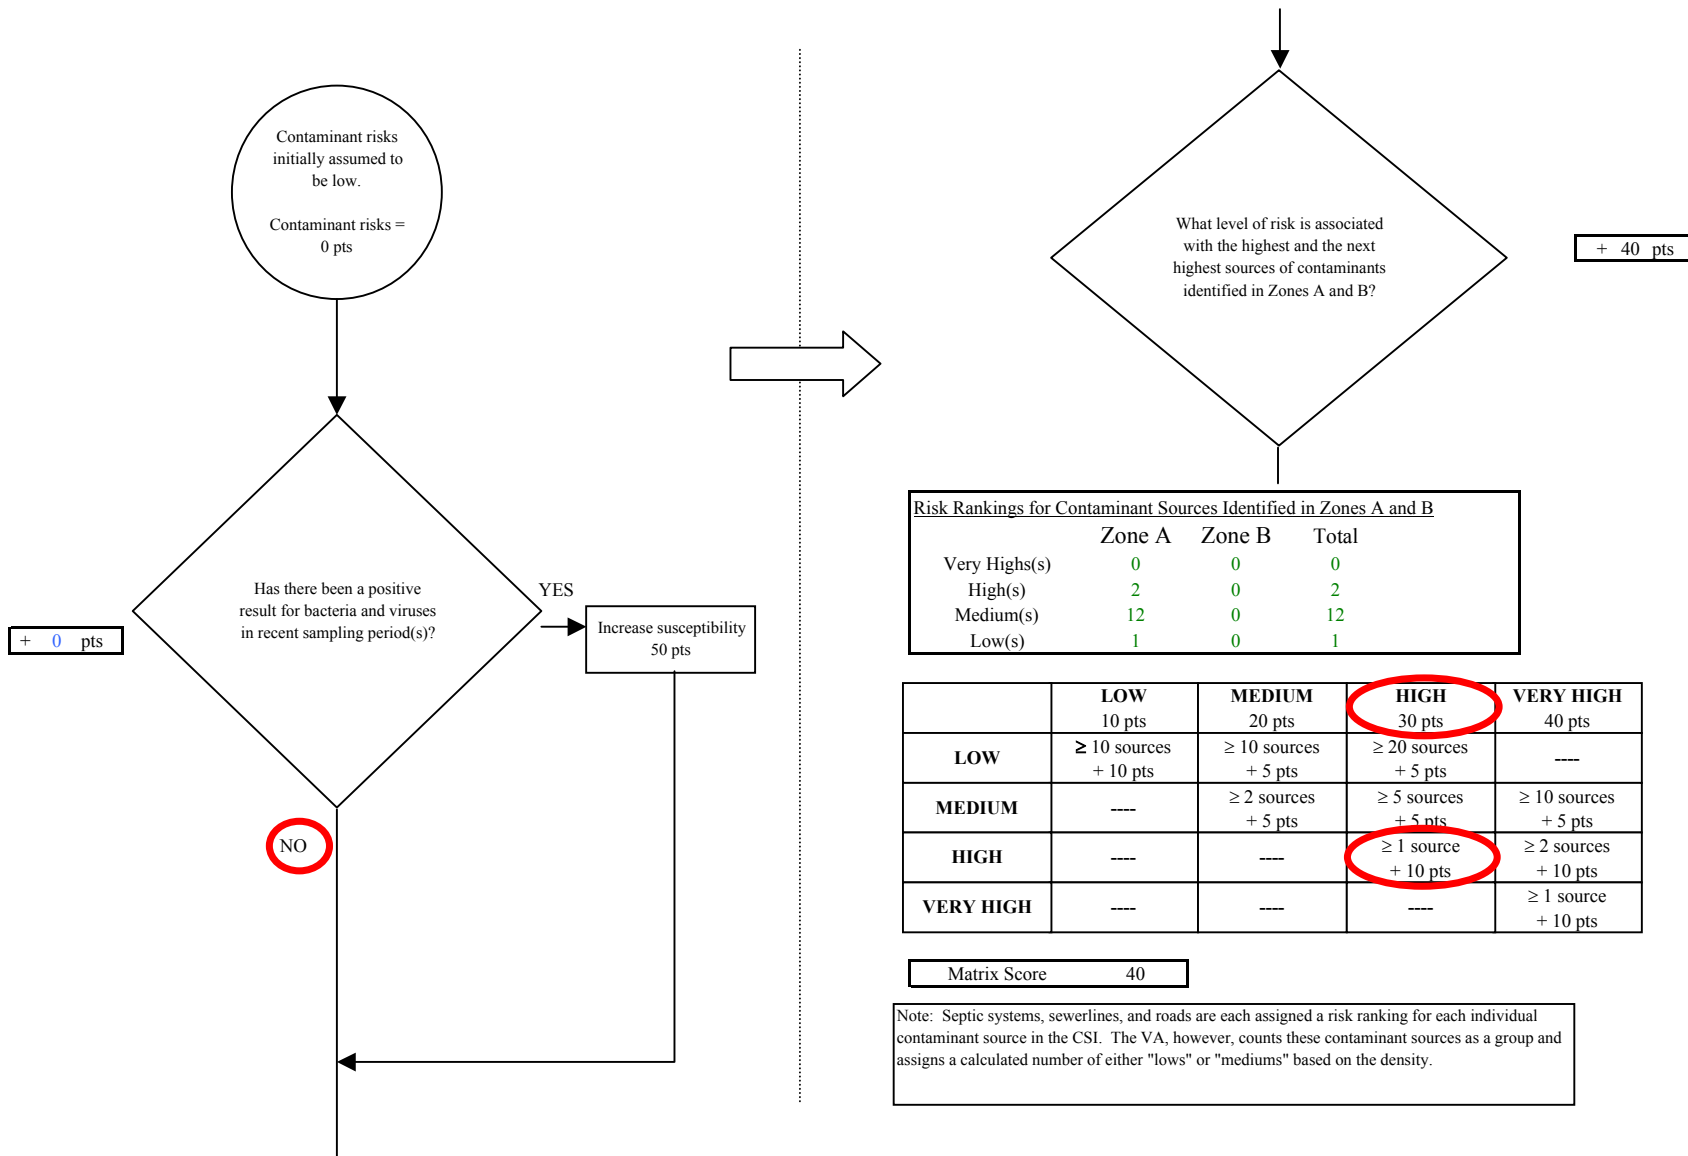 Contaminant risks
initially assumed to
be low.
Contaminant risks =
0 pts
Has there been a positive
result for bacteria and viruses
in recent sampling period(s)?
YES
+ 0 pts
Increase susceptibility
50 pts
NO
What level of risk is associated
with the highest and the next
highest sources of contaminants
identified in Zones A and B?
+ 40 pts
Risk Rankings for Contaminant Sources Identified in Zones A and B
Zone A Zone B Total
Very Highs(s) 0 0 0
High(s) 2 0 2
Medium(s) 12 0 12
Low(s) 1 0 1
LOW MEDIUM HIGH VERY HIGH
10 pts 20 pts 30 pts 40 pts
LOW ≥ 10 sources + 10 pts ≥ 10 sources + 5 pts ≥ 20 sources + 5 pts ----
MEDIUM ---- ≥ 2 sources + 5 pts ≥ 5 sources + 5 pts ≥ 10 sources + 5 pts
HIGH ---- ---- ≥ 1 source + 10 pts ≥ 2 sources + 10 pts
VERY HIGH ---- ---- ---- ≥ 1 source + 10 pts
Matrix Score 40
Note: Septic systems, sewerlines, and roads are each assigned a risk ranking for each individual
contaminant source in the CSI. The VA, however, counts these contaminant sources as a group and
assigns a calculated number of either "lows" or "mediums" based on the density.